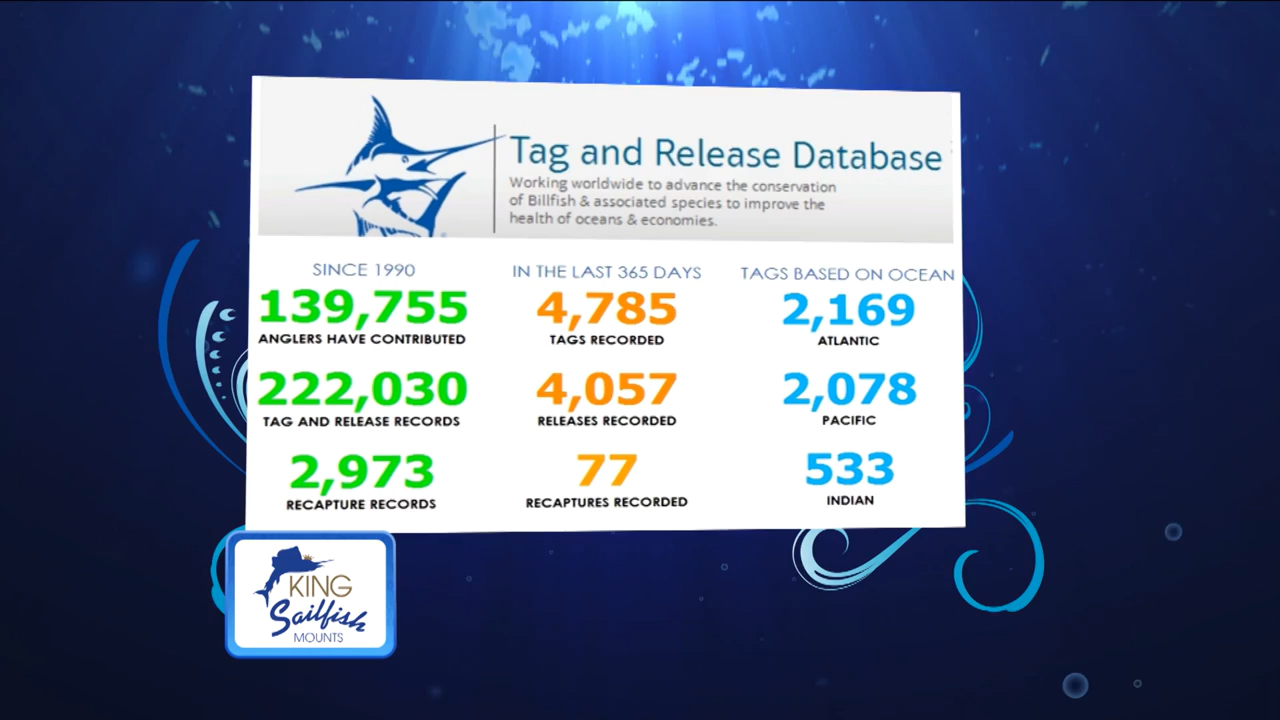 Tag and Release Database
Working worldwide to advance the conservation
of Billfish & associated species to improve the
health of oceans & economies.
SINCE 1990
139,755
ANGLERS HAVE CONTRIBUTED
222,030
TAG AND RELEASE RECORDS
2,973
RECAPTURE RECORDS
IN THE LAST 365 DAYS
4,785
TAGS RECORDED
4,057
RELEASES RECORDED
77
RECAPTURES RECORDED
TAGS BASED ON OCEAN
2,169
ATLANTIC
2,078
PACIFIC
533
INDIAN
KING
Sailfish
MOUNTS